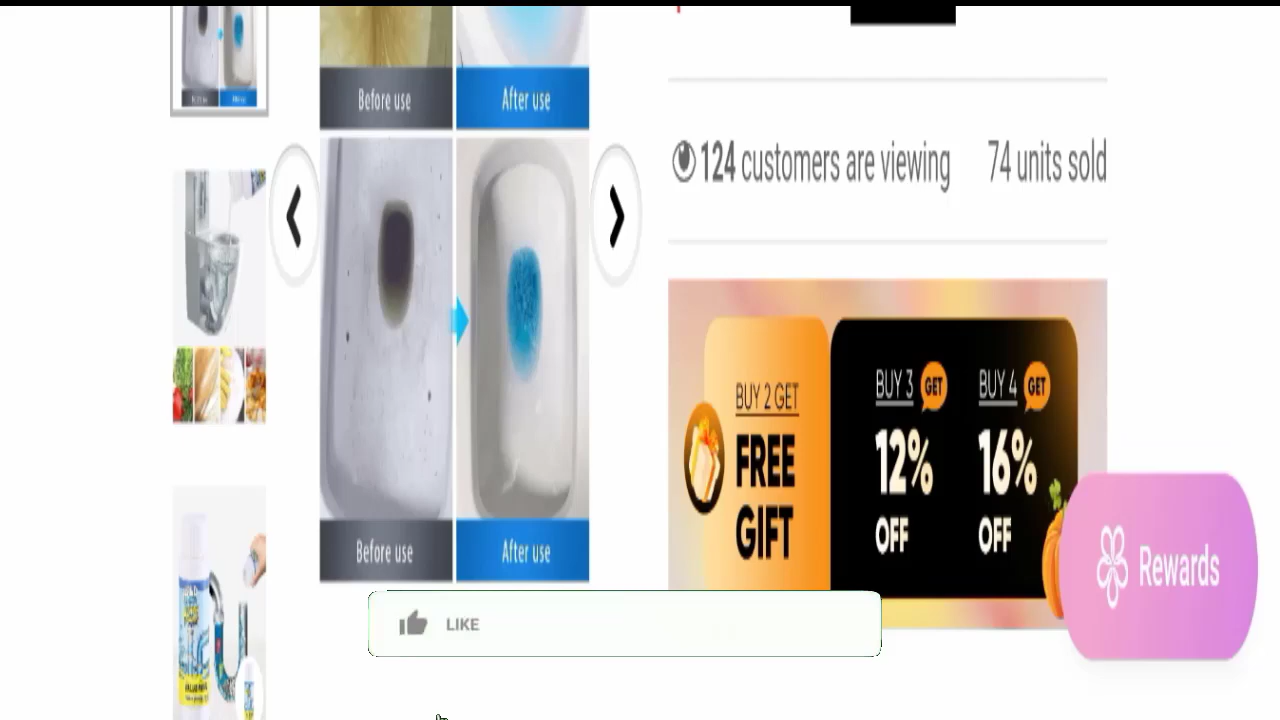 Before use
After use
124 customers are viewing
74 units sold
BUY 2 GET
FREE
GIFT
BUY 3 GET
12%
OFF
BUY 4 GET
16%
OFF
Before use
After use
Rewards
LIKE